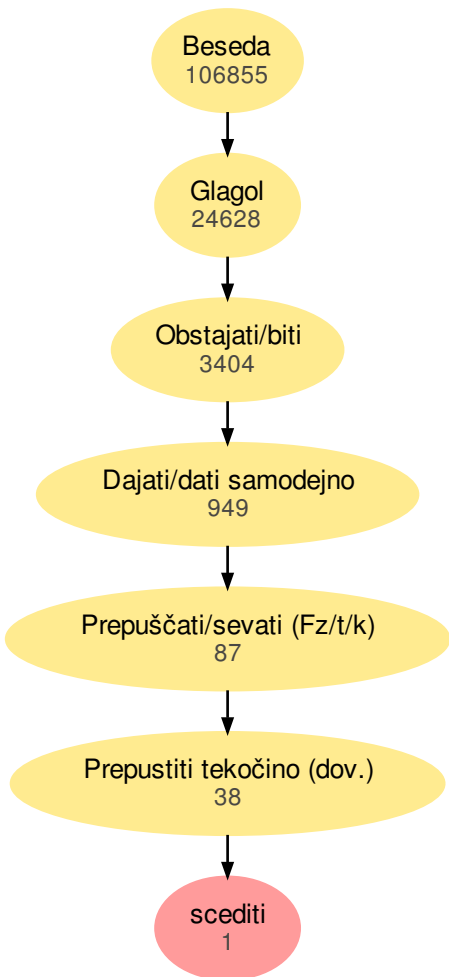 Beseda
106855
Glagol
24628
Obstajati/biti
3404
Dajati/dati samodejno
949
Prepuščati/sevati (Fz/t/k)
87
Prepustiti tekočino (dov.)
38
scediti
1